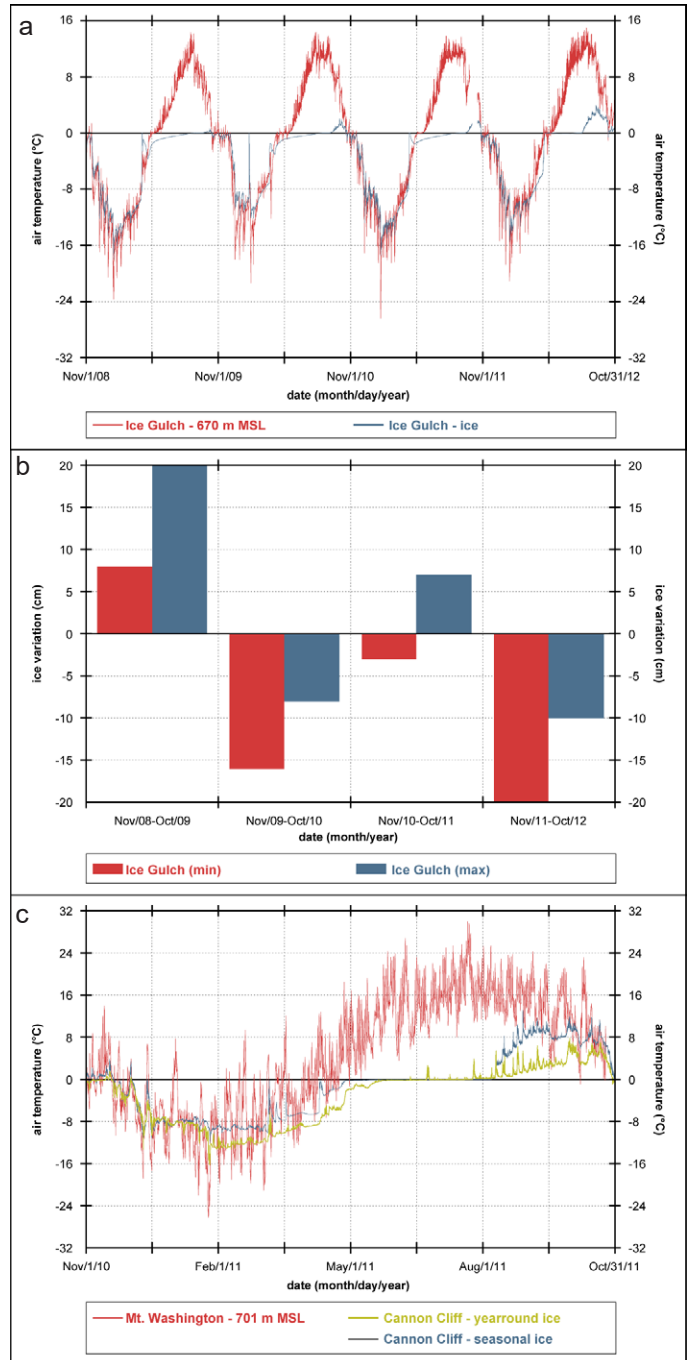 a
16
8
0
-8
-16
-24
-32
air temperature (°C)
16
8
0
-8
-16
-24
-32
air temperature (°C)
Nov/1/08
Nov/1/09
Nov/1/10
Nov/1/11
Oct/31/12
date (month/day/year)
Ice Gulch - 670 m MSL
Ice Gulch - ice
b
20
15
10
5
0
-5
-10
-15
-20
ice variation (cm)
20
15
10
5
0
-5
-10
-15
-20
ice variation (cm)
Nov/08-Oct/09
Nov/09-Oct/10
Nov/10-Oct/11
Nov/11-Oct/12
date (month/year)
Ice Gulch (min)
Ice Gulch (max)
c
32
24
16
8
0
-8
-16
-24
-32
air temperature (°C)
32
24
16
8
0
-8
-16
-24
-32
air temperature (°C)
Nov/1/10
Feb/1/11
May/1/11
Aug/1/11
Oct/31/11
date (month/day/year)
Mt. Washington - 701 m MSL
Cannon Cliff - yearround ice
Cannon Cliff - seasonal ice